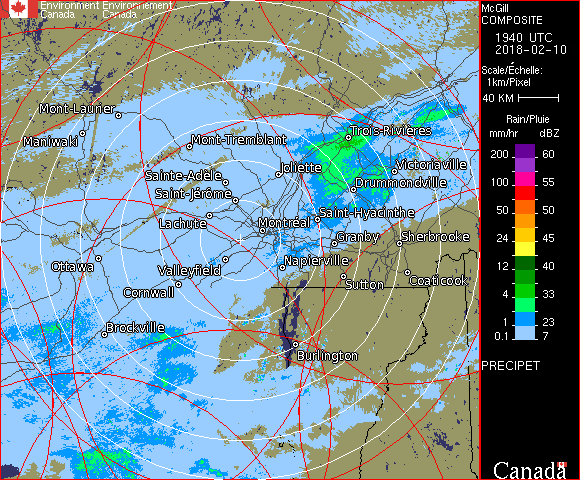 Environment Environnement
Canada Canada
McGill
COMPOSITE
1940 UTC
2018-02-10
Scale/Échelle:
1km/Pixel
40 KM
Rain/Pluie
mm/hr dBZ
200 60
100 55
50 50
24 45
12 40
4 33
1 23
0.1 7
PRECIPET
Canada
Mont-Laurier
Maniwaki
Mont-Tremblant
Trois-Rivières
Sainte-Adèle
Joliette
Victoriaville
Saint-Jérôme
Drummondville
Lachute
Saint-Hyacinthe
Montréal
Granby
Sherbrooke
Ottawa
Valleyfield
Napierville
Cornwall
Sutton
Coaticook
Brockville
Burlington